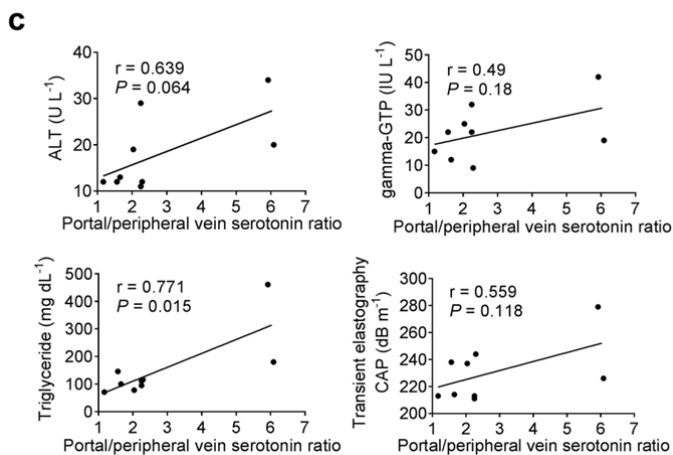 c
40
30
20
10
ALT (U L⁻¹)
r = 0.639
P = 0.064
1 2 3 4 5 6 7
Portal/peripheral vein serotonin ratio
50
40
30
20
10
0
gamma-GTP (IU L⁻¹)
r = 0.49
P = 0.18
1 2 3 4 5 6 7
Portal/peripheral vein serotonin ratio
500
400
300
200
100
0
Triglyceride (mg dL⁻¹)
r = 0.771
P = 0.015
1 2 3 4 5 6 7
Portal/peripheral vein serotonin ratio
300
280
260
240
220
200
Transient elastography
CAP (dB m⁻¹)
r = 0.559
P = 0.118
1 2 3 4 5 6 7
Portal/peripheral vein serotonin ratio